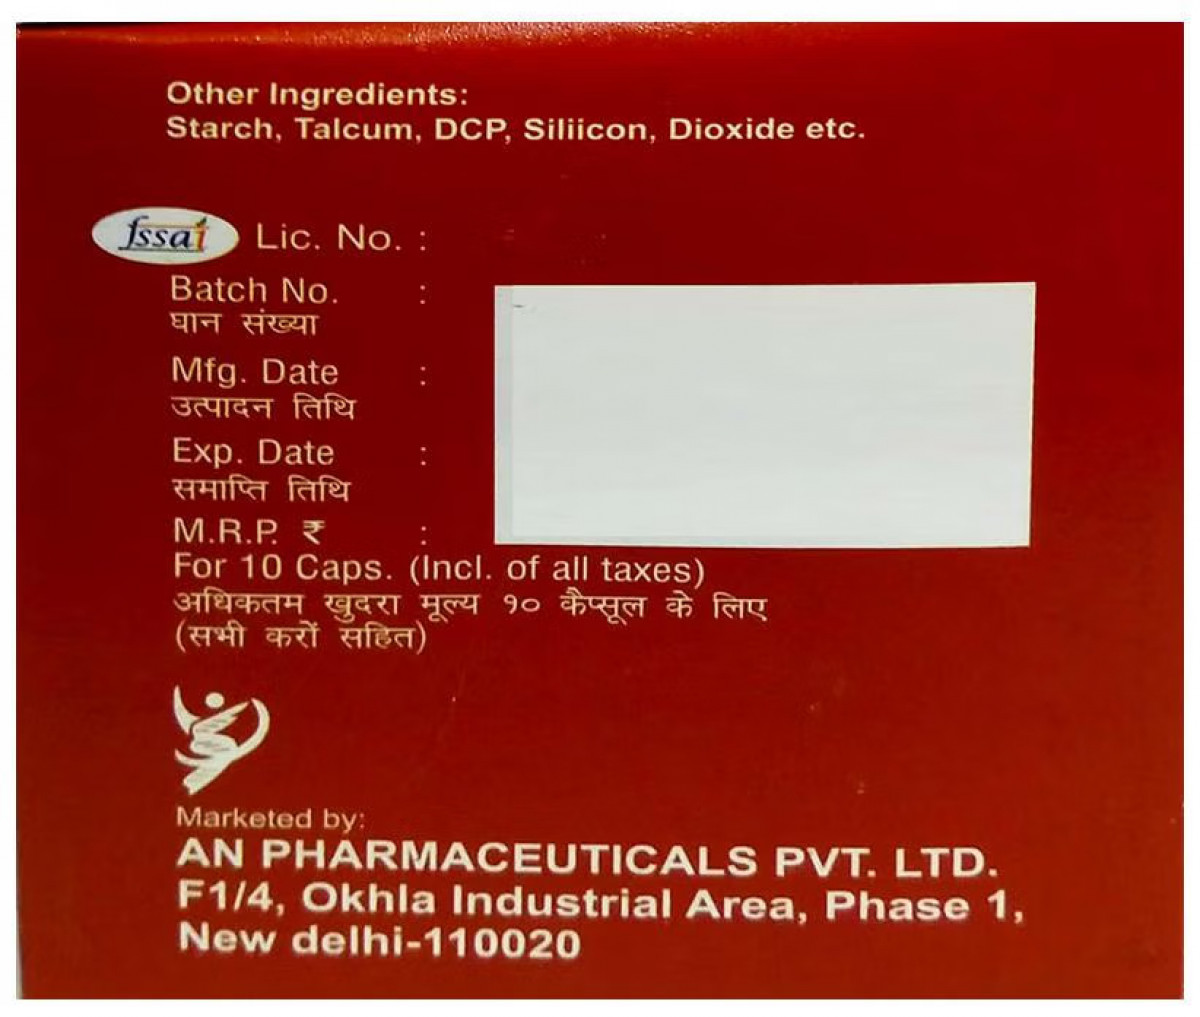 Other Ingredients:
Starch, Talcum, DCP, Siliicon, Dioxide etc.
fssai Lic. No. :
Batch No. :
घान संख्या
Mfg. Date :
उत्पादन तिथि
Exp. Date :
समाप्ति तिथि
M.R.P. ₹ :
For 10 Caps. (Incl. of all taxes)
अधिकतम खुदरा मूल्य १० कैप्सूल के लिए
(सभी करों सहित)
Marketed by:
AN PHARMACEUTICALS PVT. LTD.
F1/4, Okhla Industrial Area, Phase 1,
New delhi-110020